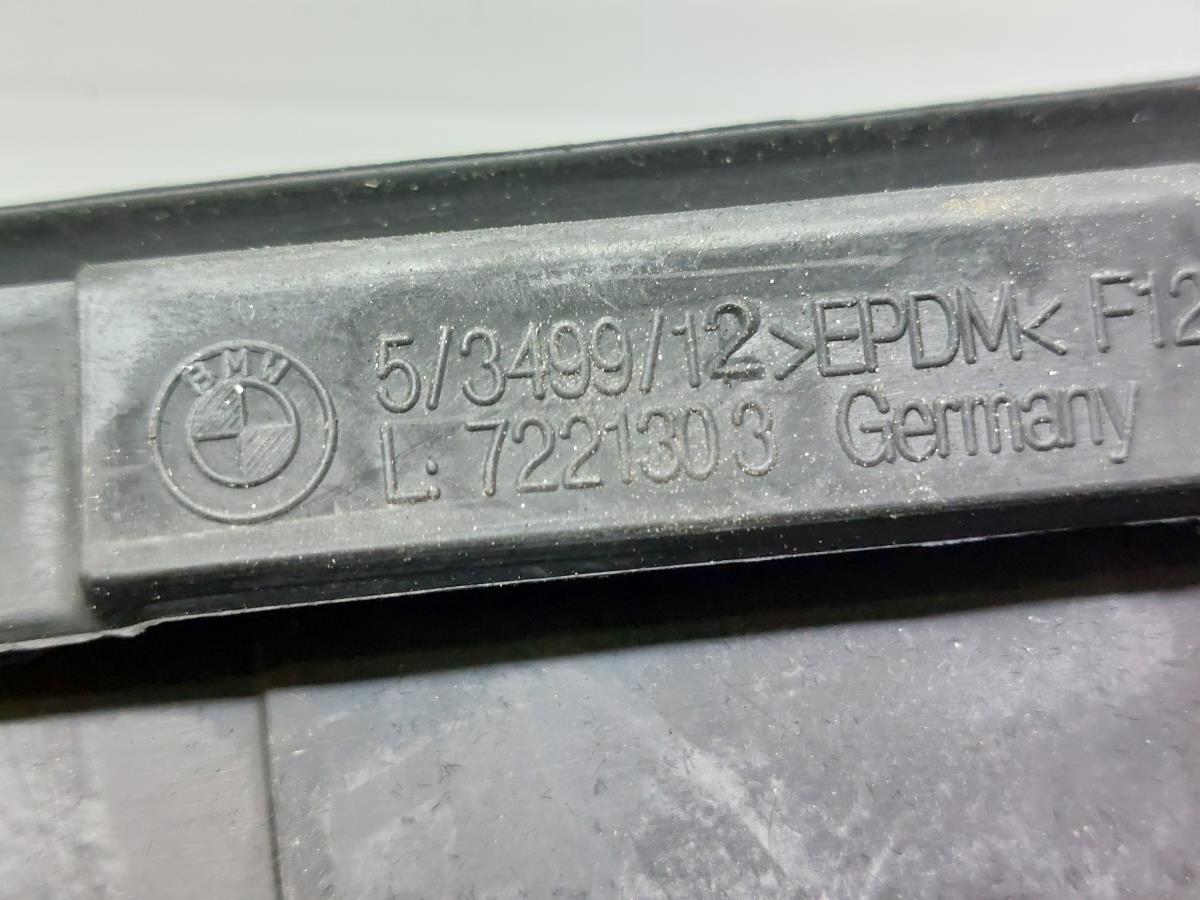 BMW
5/3499/12 >EPDM< F12
L: 7221303 Germany